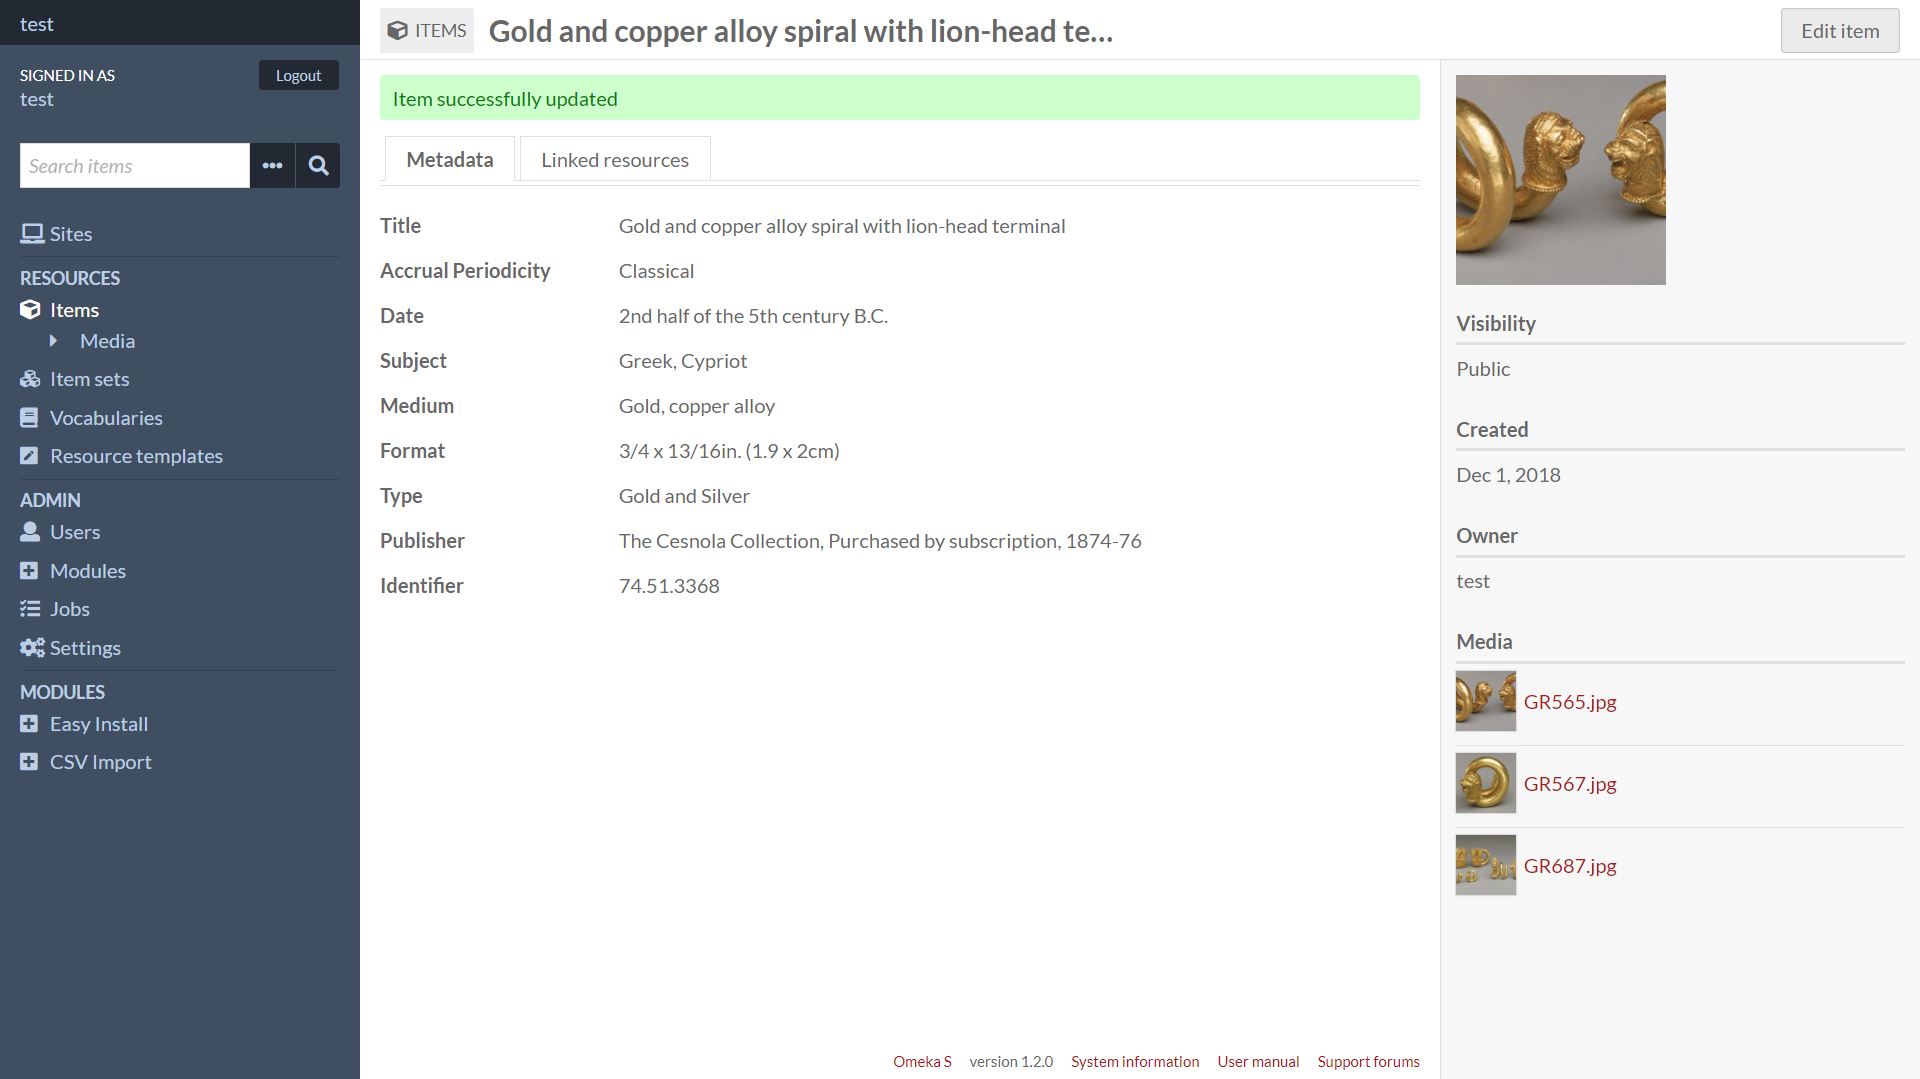 test
SIGNED IN AS
test
Logout
Search items
Sites
RESOURCES
Items
Media
Item sets
Vocabularies
Resource templates
ADMIN
Users
Modules
Jobs
Settings
MODULES
Easy Install
CSV Import
ITEMS
Gold and copper alloy spiral with lion-head te...
Edit item
Item successfully updated
Metadata
Linked resources
Title
Gold and copper alloy spiral with lion-head terminal
Accrual Periodicity
Classical
Date
2nd half of the 5th century B.C.
Subject
Greek, Cypriot
Medium
Gold, copper alloy
Format
3/4 x 13/16in. (1.9 x 2cm)
Type
Gold and Silver
Publisher
The Cesnola Collection, Purchased by subscription, 1874-76
Identifier
74.51.3368
Visibility
Public
Created
Dec 1, 2018
Owner
test
Media
GR565.jpg
GR567.jpg
GR687.jpg
Omeka S version 1.2.0 System information User manual Support forums